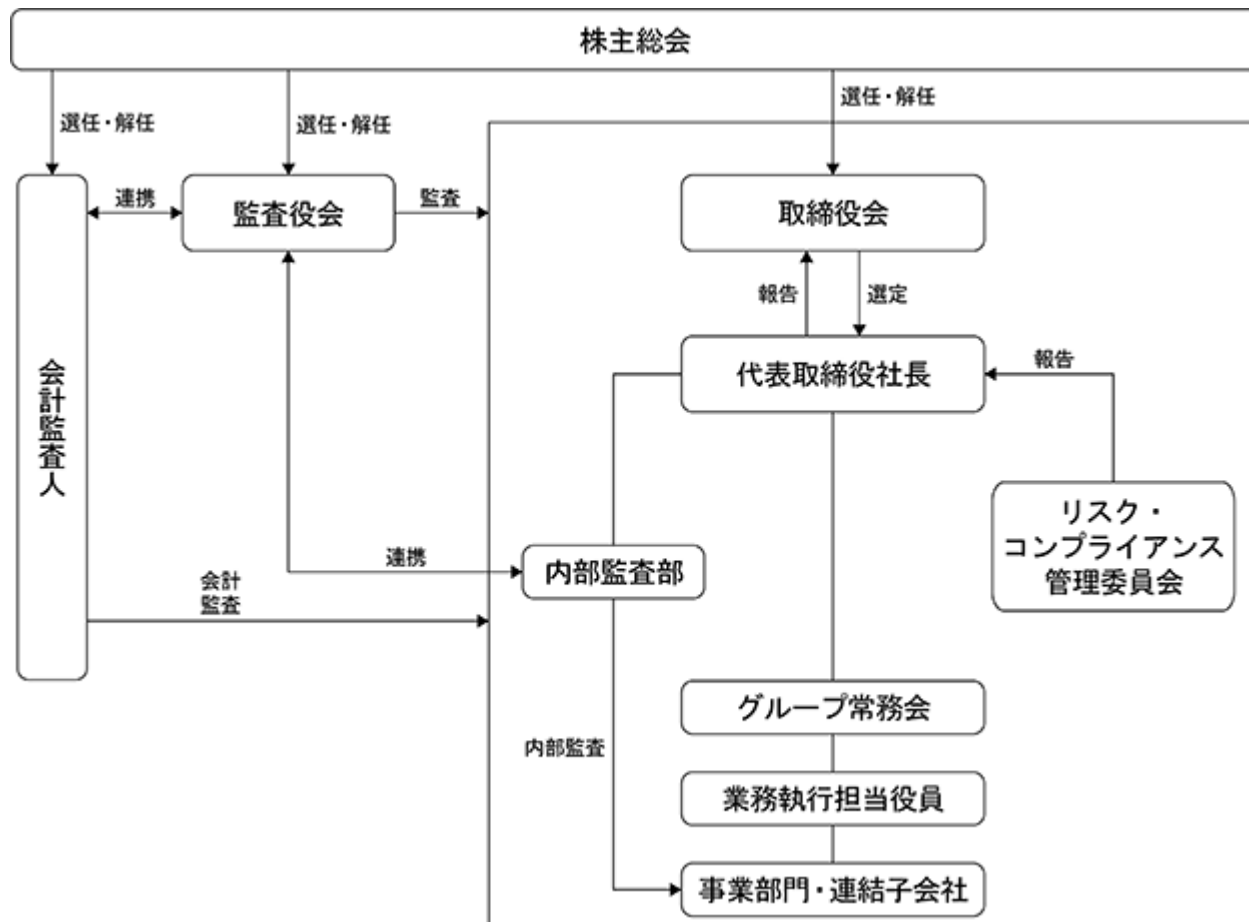 株主総会
選任・解任
選任・解任
選任・解任
連携
監査役会
監査
取締役会
報告
選定
代表取締役社長
報告
会計監査人
リスク・
コンプライアンス
管理委員会
連携
内部監査部
会計
監査
グループ常務会
内部監査
業務執行担当役員
事業部門・連結子会社